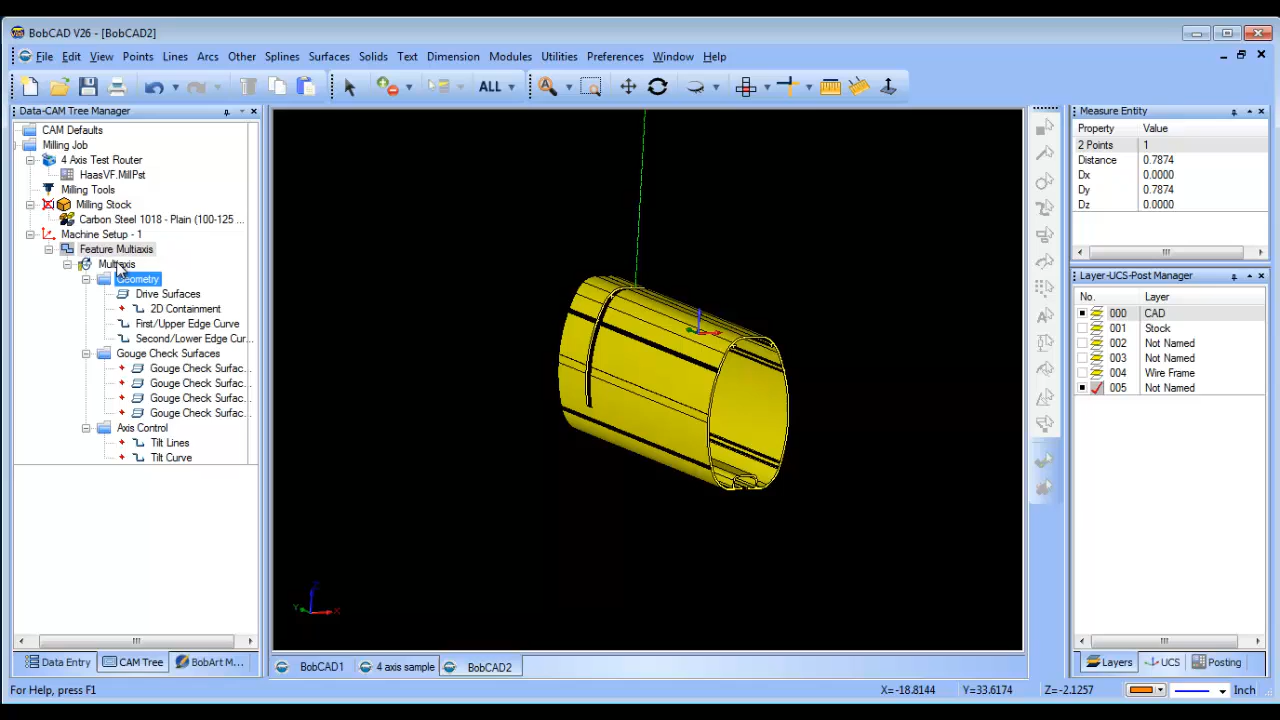 BobCAD V26 - [BobCAD2]
File Edit View Points Lines Arcs Other Splines Surfaces Solids Text Dimension Modules Utilities Preferences Window Help
ALL
Data-CAM Tree Manager
CAM Defaults
Milling Job
4 Axis Test Router
HaasVF.MillPst
Milling Tools
Milling Stock
Carbon Steel 1018 - Plain (100-125 ...
Machine Setup - 1
Feature Multiaxis
Multiaxis
Geometry
Drive Surfaces
2D Containment
First/Upper Edge Curve
Second/Lower Edge Cur...
Gouge Check Surfaces
Gouge Check Surfac...
Gouge Check Surfac...
Gouge Check Surfac...
Gouge Check Surfac...
Axis Control
Tilt Lines
Tilt Curve
Data Entry CAM Tree BobArt M...
Z
Y X
BobCAD1 4 axis sample BobCAD2
Measure Entity
Property Value
2 Points 1
Distance 0.7874
Dx 0.0000
Dy 0.7874
Dz 0.0000
Layer-UCS-Post Manager
No. Layer
000 CAD
001 Stock
002 Not Named
003 Not Named
004 Wire Frame
005 Not Named
Layers UCS Posting
For Help, press F1
X=-18.8144 Y=33.6174 Z=-2.1257 Inch